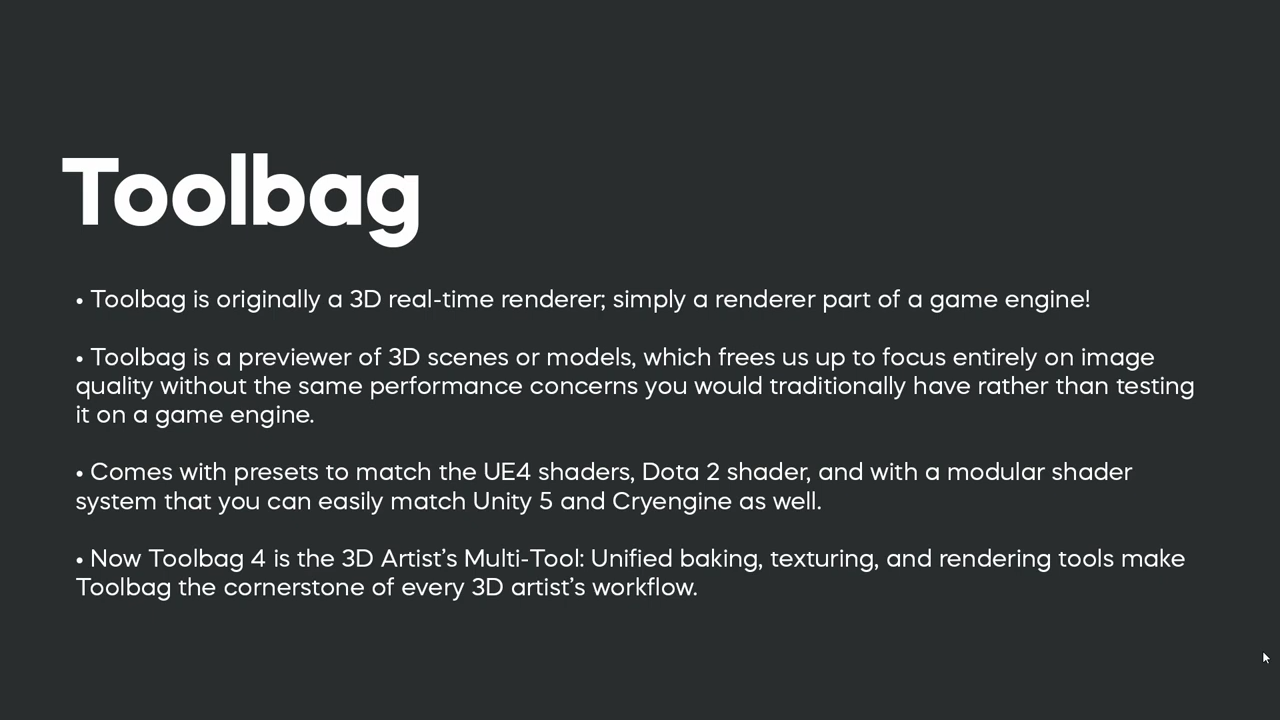 Toolbag
• Toolbag is originally a 3D real-time renderer; simply a renderer part of a game engine!
• Toolbag is a previewer of 3D scenes or models, which frees us up to focus entirely on image
quality without the same performance concerns you would traditionally have rather than testing
it on a game engine.
• Comes with presets to match the UE4 shaders, Dota 2 shader, and with a modular shader
system that you can easily match Unity 5 and Cryengine as well.
• Now Toolbag 4 is the 3D Artist’s Multi-Tool: Unified baking, texturing, and rendering tools make
Toolbag the cornerstone of every 3D artist’s workflow.